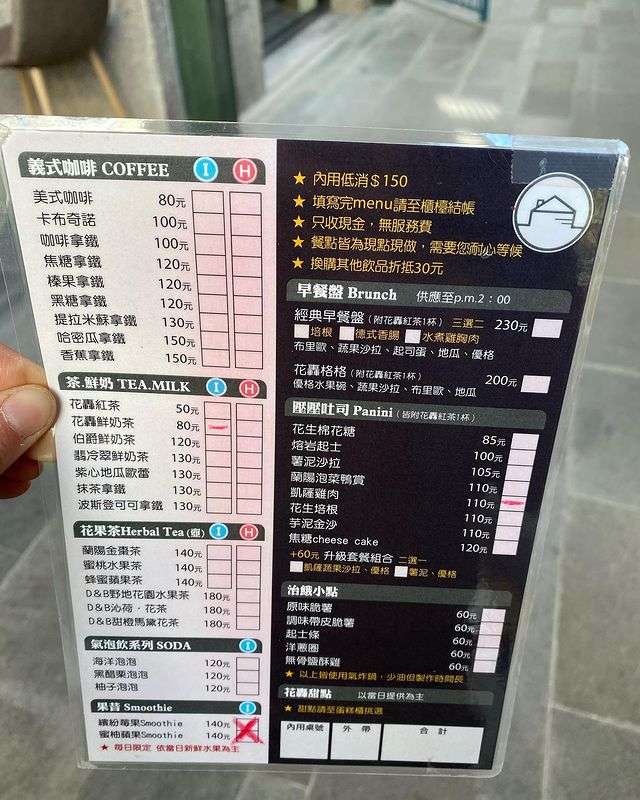 義式咖啡 COFFEE I H
美式咖啡 80元
卡布奇諾 100元
咖啡拿鐵 100元
焦糖拿鐵 120元
榛果拿鐵 120元
黑糖拿鐵 120元
提拉米蘇拿鐵 130元
哈密瓜拿鐵 150元
香蕉拿鐵 150元
茶.鮮奶 TEA.MILK I H
花轟紅茶 50元
花轟鮮奶茶 80元
伯爵鮮奶茶 120元
翡冷翠鮮奶茶 130元
紫心地瓜歐蕾 130元
抹茶拿鐵 130元
波斯登可可拿鐵 130元
花果茶Herbal Tea (壺) I H
蘭陽金棗茶 140元
蜜桃水果茶 140元
蜂蜜蘋果茶 140元
D&B野地花園水果茶 180元
D&B沁荷．花茶 180元
D&B甜橙馬黛花茶 180元
氣泡飲系列 SODA I
海洋泡泡 120元
黑醋栗泡泡 120元
柚子泡泡 120元
果昔 Smoothie I
繽紛莓果Smoothie 140元
蜜柚蘋果Smoothie 140元
★ 每日限定 依當日新鮮水果為主
★ 內用低消＄150
★ 填寫完menu請至櫃檯結帳
★ 只收現金，無服務費
★ 餐點皆為現點現做，需要您耐心等候
★ 換購其他飲品折抵30元
早餐盤 Brunch 供應至p.m.2：00
經典早餐盤 (附花轟紅茶1杯) 三選二 230元
培根 德式香腸 水煮雞胸肉
布里歐、蔬果沙拉、起司蛋、地瓜、優格
花轟格格 (附花轟紅茶1杯) 200元
優格水果碗、蔬果沙拉、布里歐、地瓜
壓壓吐司 Panini (皆附花轟紅茶1杯)
花生棉花糖 85元
熔岩起士 100元
薯泥沙拉 105元
蘭陽泡菜鴨賞 110元
凱薩雞肉 110元
花生培根 110元
芋泥金沙 110元
焦糖cheese cake 120元
+60元 升級套餐組合 二選一
凱薩蔬果沙拉、優格 薯泥、優格
治餓小點
原味脆薯 60元
調味帶皮脆薯 60元
起士條 60元
洋蔥圈 60元
無骨鹽酥雞 60元
★ 以上皆使用氣炸鍋，少油但製作時間長
花轟甜點 以當日提供為主
★ 甜點請至蛋糕櫃挑選
內用桌號 外 帶 合 計